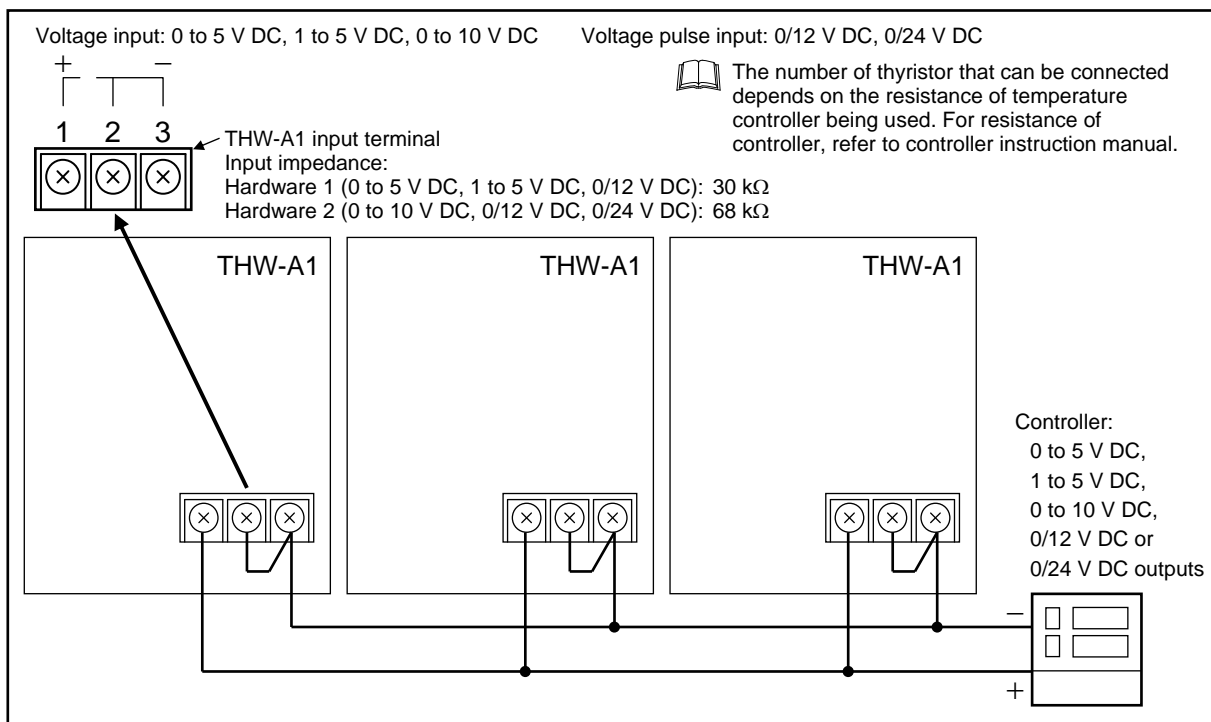 Voltage input: 0 to 5 V DC, 1 to 5 V DC, 0 to 10 V DC
Voltage pulse input: 0/12 V DC, 0/24 V DC
The number of thyristor that can be connected
depends on the resistance of temperature
controller being used. For resistance of
controller, refer to controller instruction manual.
+ −
1 2 3
THW-A1 input terminal
Input impedance:
Hardware 1 (0 to 5 V DC, 1 to 5 V DC, 0/12 V DC): 30 kΩ
Hardware 2 (0 to 10 V DC, 0/12 V DC, 0/24 V DC): 68 kΩ
THW-A1
THW-A1
THW-A1
Controller:
0 to 5 V DC,
1 to 5 V DC,
0 to 10 V DC,
0/12 V DC or
0/24 V DC outputs
−
+